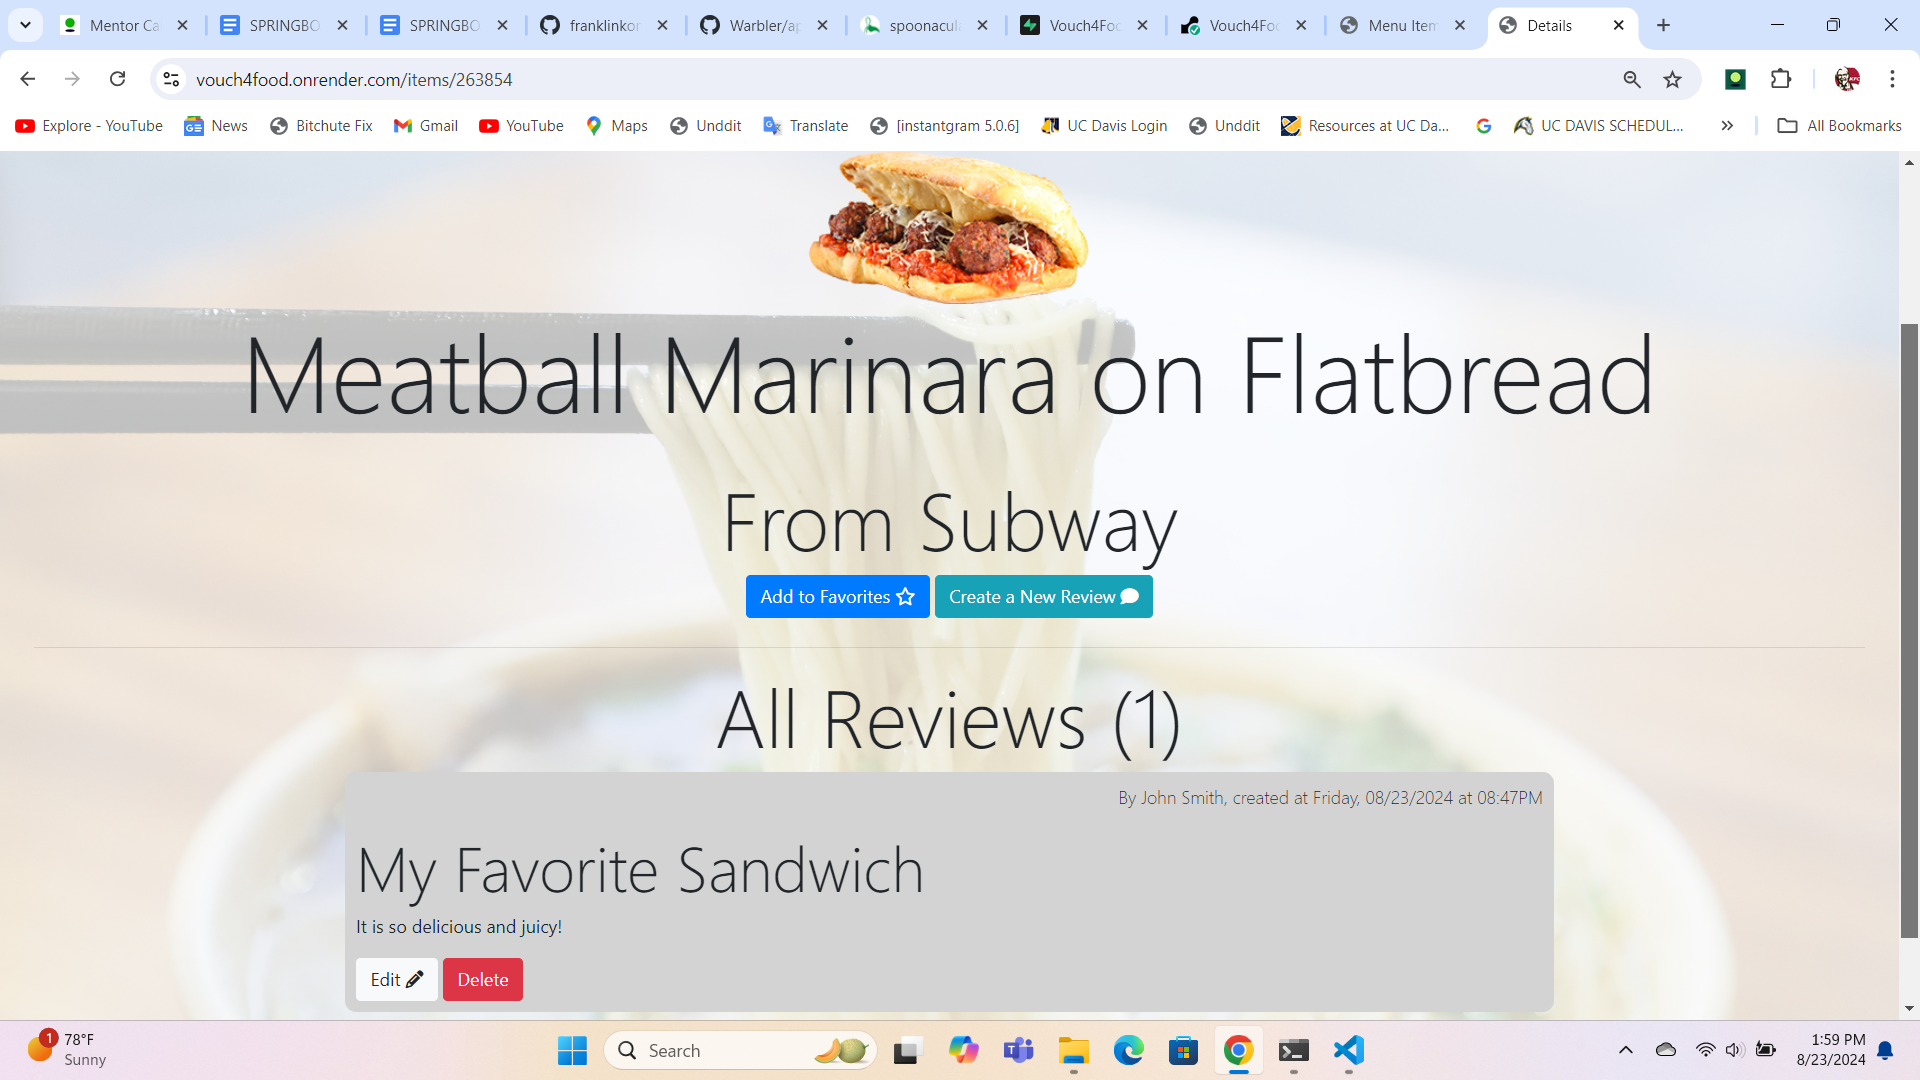 Mentor Ca
SPRINGBO
SPRINGBO
franklinkor
Warbler/ap
spoonacula
Vouch4Foo
Vouch4Foo
Menu Item
Details
vouch4food.onrender.com/items/263854
Explore - YouTube
News
Bitchute Fix
Gmail
YouTube
Maps
Unddit
Translate
[instantgram 5.0.6]
UC Davis Login
Unddit
Resources at UC Da...
UC DAVIS SCHEDUL...
All Bookmarks
Meatball Marinara on Flatbread
From Subway
Add to Favorites
Create a New Review
All Reviews (1)
By John Smith, created at Friday, 08/23/2024 at 08:47PM
My Favorite Sandwich
It is so delicious and juicy!
Edit
Delete
1
78°F
Sunny
Search
1:59 PM
8/23/2024